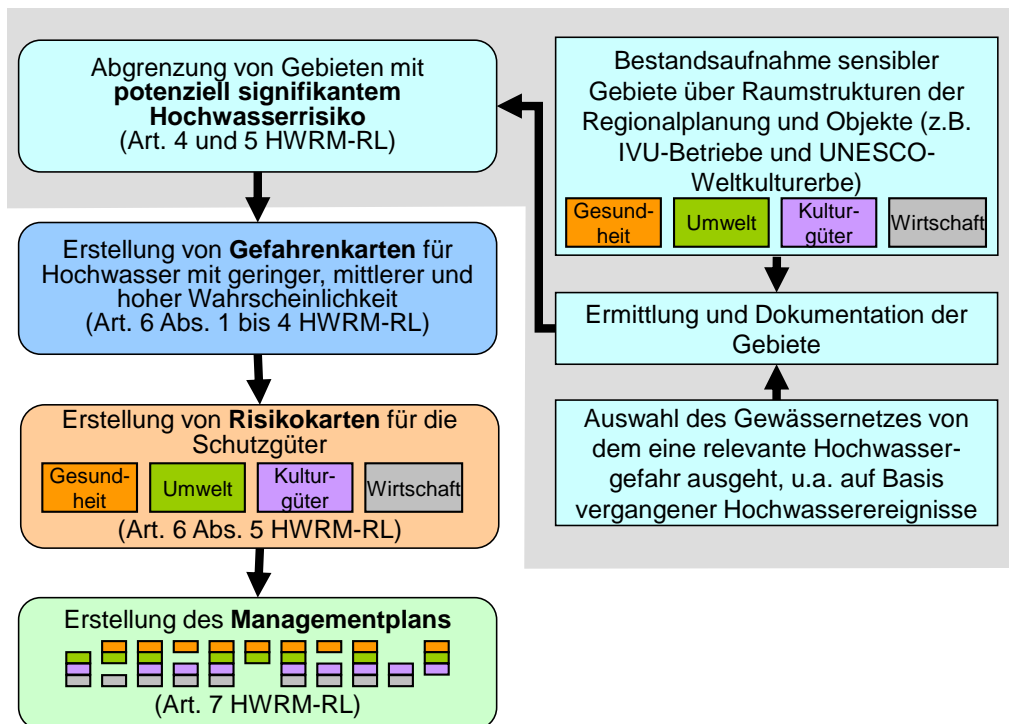 Abgrenzung von Gebieten mit
potenziell signifikantem
Hochwasserrisiko
(Art. 4 und 5 HWRM-RL)
Erstellung von Gefahrenkarten für
Hochwasser mit geringer, mittlerer und
hoher Wahrscheinlichkeit
(Art. 6 Abs. 1 bis 4 HWRM-RL)
Erstellung von Risikokarten für die
Schutzgüter
Gesund-
heit
Umwelt
Kultur-
güter
Wirtschaft
(Art. 6 Abs. 5 HWRM-RL)
Erstellung des Managementplans
(Art. 7 HWRM-RL)
Bestandsaufnahme sensibler
Gebiete über Raumstrukturen der
Regionalplanung und Objekte (z.B.
IVU-Betriebe und UNESCO-
Weltkulturerbe)
Gesund-
heit
Umwelt
Kultur-
güter
Wirtschaft
Ermittlung und Dokumentation der
Gebiete
Auswahl des Gewässernetzes von
dem eine relevante Hochwasser-
gefahr ausgeht, u.a. auf Basis
vergangener Hochwasserereignisse